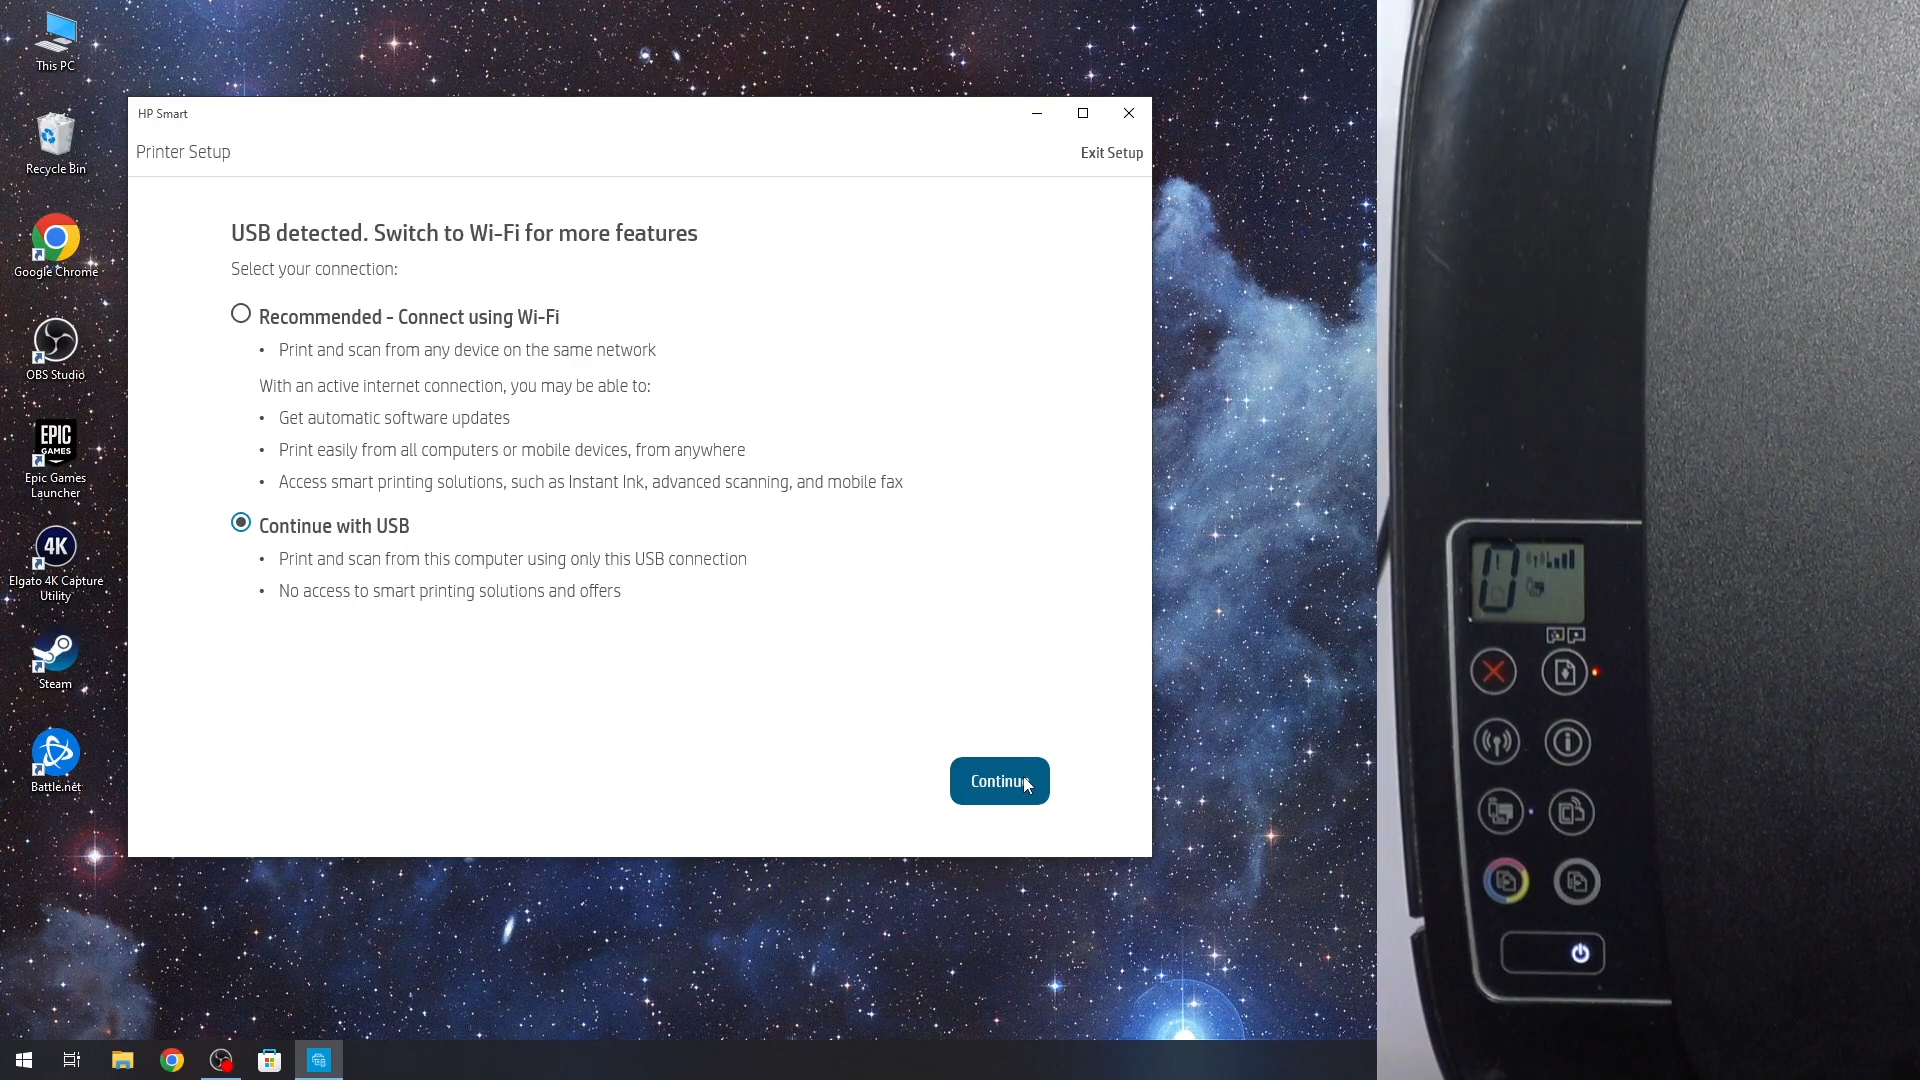 This PC
Recycle Bin
Google Chrome
OBS Studio
EPIC
GAMES
Epic Games
Launcher
4K
Elgato 4K Capture
Utility
Steam
Battle.net
HP Smart
Printer Setup
Exit Setup
USB detected. Switch to Wi-Fi for more features
Select your connection:
Recommended - Connect using Wi-Fi
• Print and scan from any device on the same network
With an active internet connection, you may be able to:
• Get automatic software updates
• Print easily from all computers or mobile devices, from anywhere
• Access smart printing solutions, such as Instant Ink, advanced scanning, and mobile fax
Continue with USB
• Print and scan from this computer using only this USB connection
• No access to smart printing solutions and offers
Continue
0